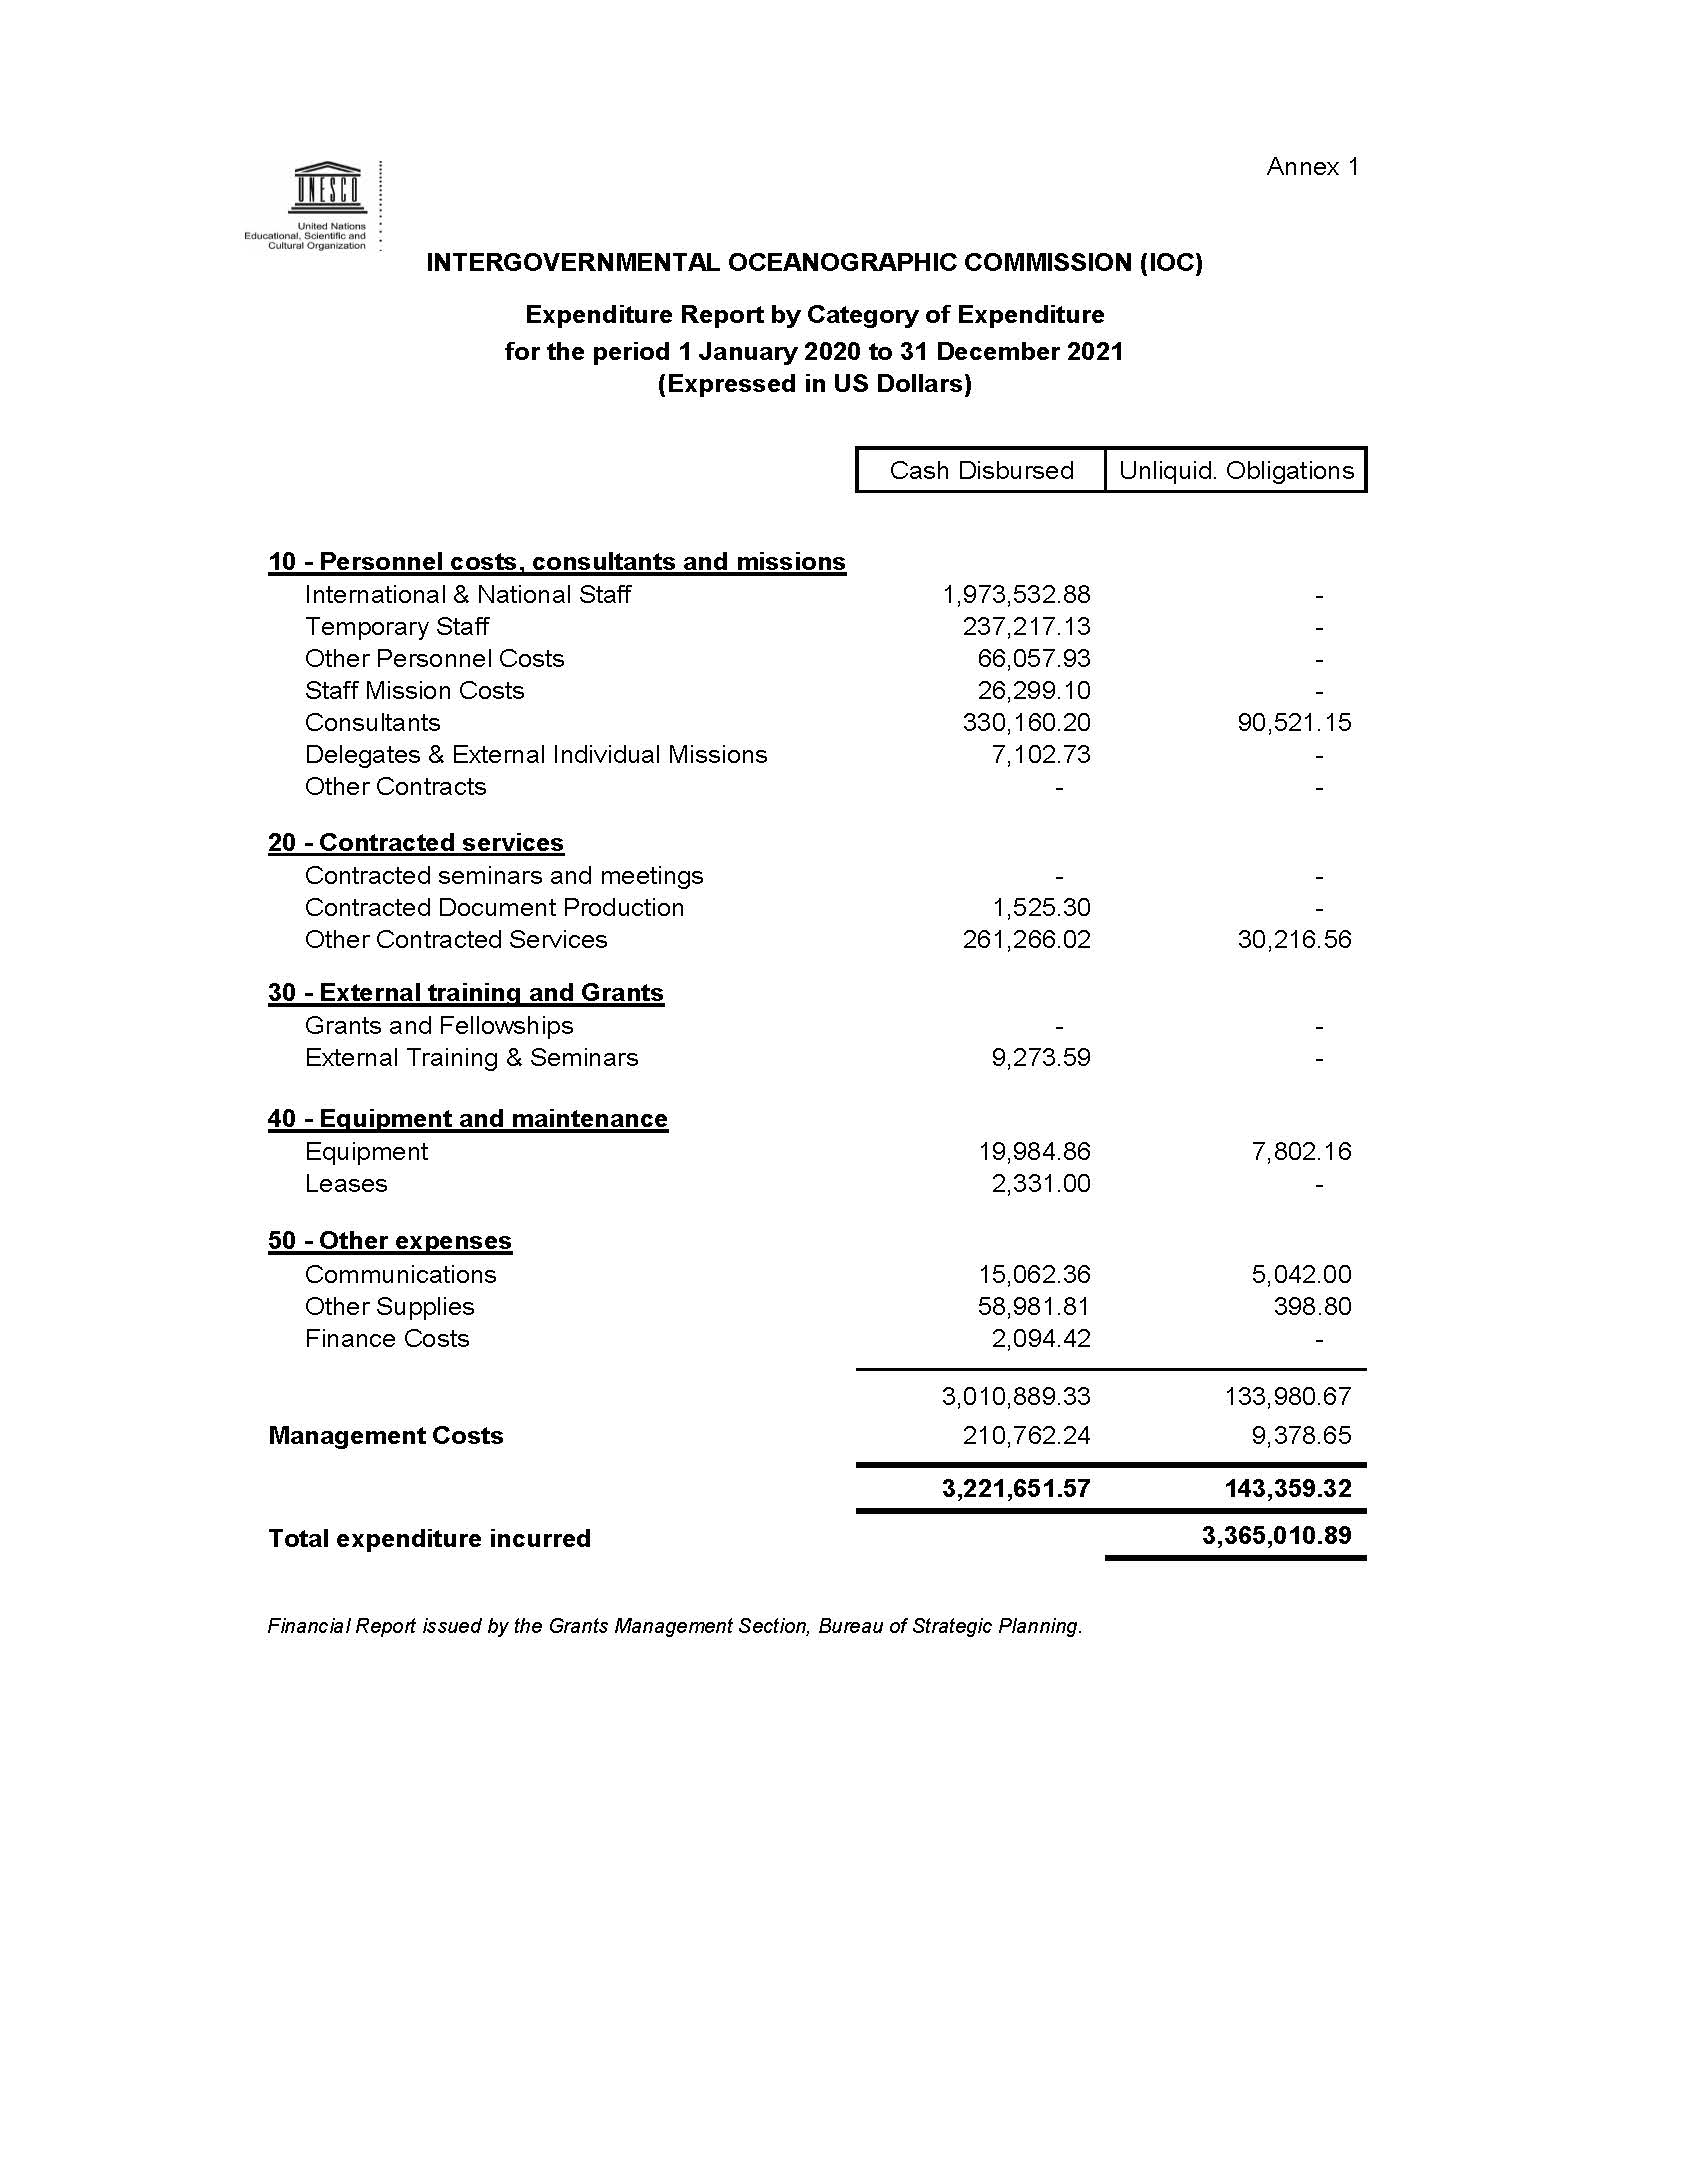 Annex 1
UNESCO
United Nations
Educational, Scientific and
Cultural Organization
INTERGOVERNMENTAL OCEANOGRAPHIC COMMISSION (IOC)
Expenditure Report by Category of Expenditure
for the period 1 January 2020 to 31 December 2021
(Expressed in US Dollars)
Cash Disbursed Unliquid. Obligations
10 - Personnel costs, consultants and missions
International & National Staff 1,973,532.88 -
Temporary Staff 237,217.13 -
Other Personnel Costs 66,057.93 -
Staff Mission Costs 26,299.10 -
Consultants 330,160.20 90,521.15
Delegates & External Individual Missions 7,102.73 -
Other Contracts - -
20 - Contracted services
Contracted seminars and meetings - -
Contracted Document Production 1,525.30 -
Other Contracted Services 261,266.02 30,216.56
30 - External training and Grants
Grants and Fellowships - -
External Training & Seminars 9,273.59 -
40 - Equipment and maintenance
Equipment 19,984.86 7,802.16
Leases 2,331.00 -
50 - Other expenses
Communications 15,062.36 5,042.00
Other Supplies 58,981.81 398.80
Finance Costs 2,094.42 -
3,010,889.33 133,980.67
Management Costs 210,762.24 9,378.65
3,221,651.57 143,359.32
Total expenditure incurred 3,365,010.89
Financial Report issued by the Grants Management Section, Bureau of Strategic Planning.